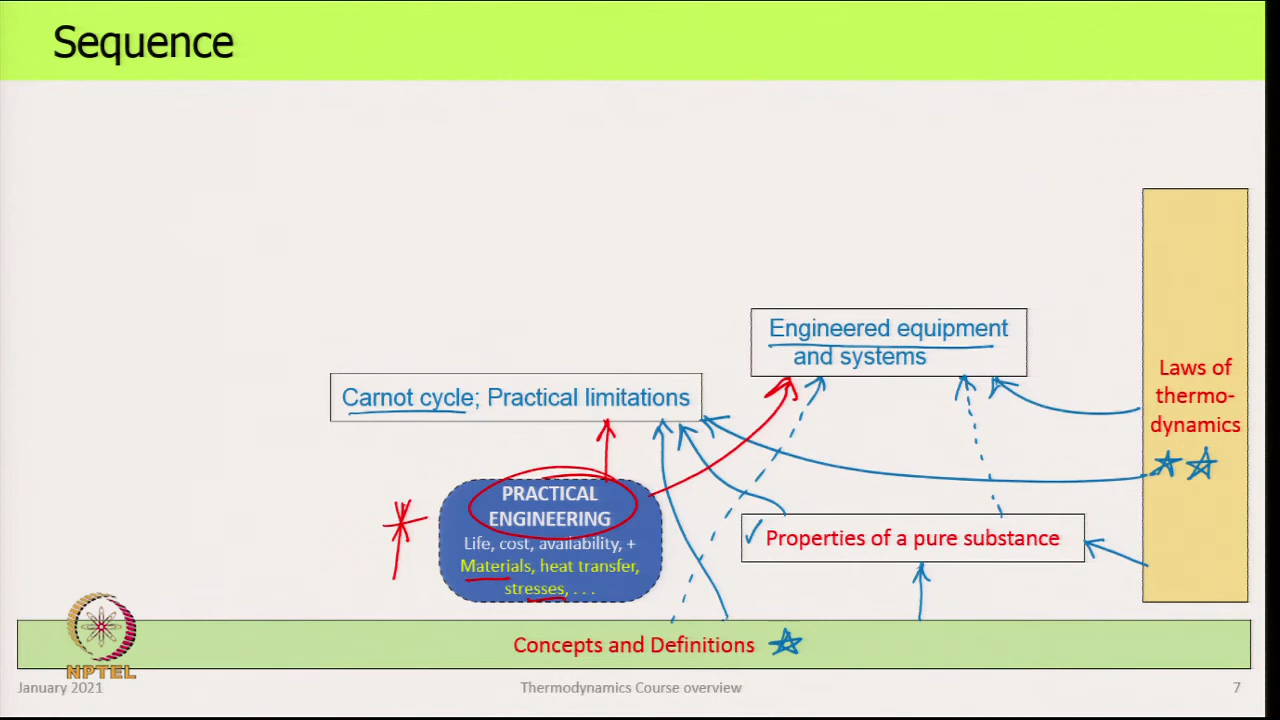 Sequence
Engineered equipment
and systems
Carnot cycle; Practical limitations
Laws of
thermo-
dynamics
PRACTICAL
ENGINEERING
Life, cost, availability, +
Materials, heat transfer,
stresses, . . .
Properties of a pure substance
Concepts and Definitions
NPTEL
January 2021
Thermodynamics Course overview
7